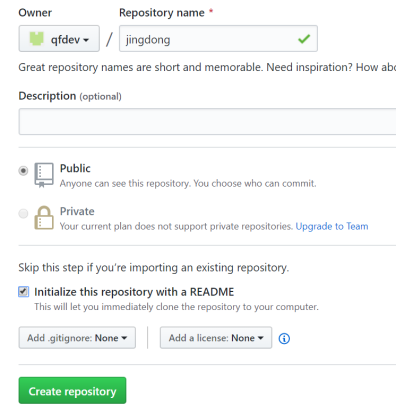 Owner Repository name *
qfdev / jingdong
Great repository names are short and memorable. Need inspiration? How abo
Description (optional)
Public
Anyone can see this repository. You choose who can commit.
Private
Your current plan does not support private repositories. Upgrade to Team
Skip this step if you're importing an existing repository.
Initialize this repository with a README
This will let you immediately clone the repository to your computer.
Add .gitignore: None Add a license: None
Create repository